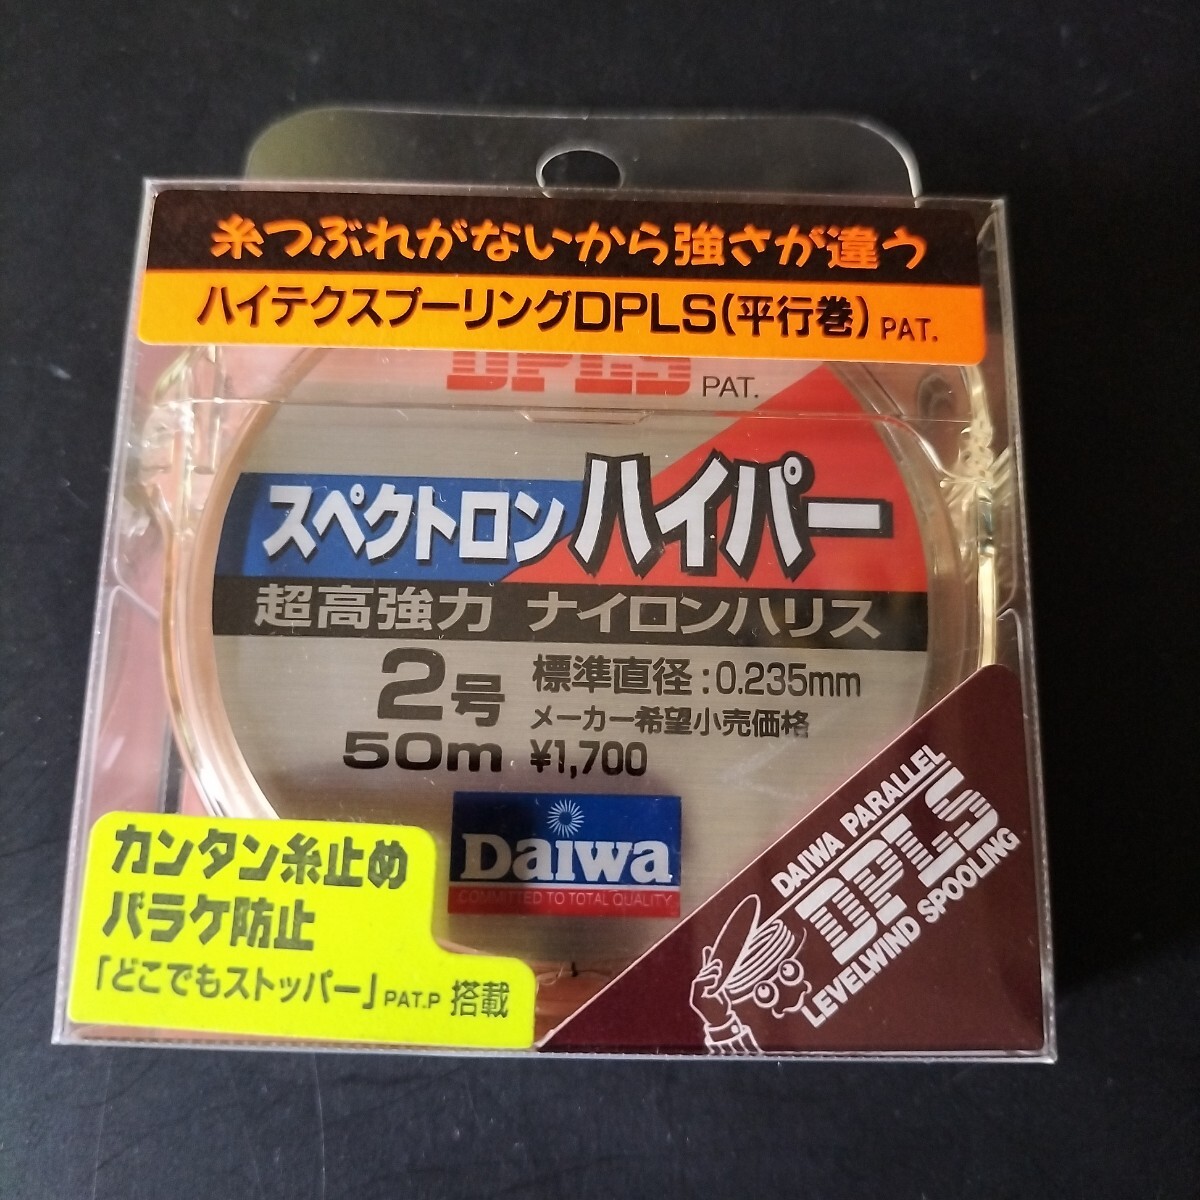 糸つぶれがないから強さが違う
ハイテクスプーリングDPLS(平行巻) PAT.
DPLS PAT.
スペクトロン ハイパー
超高強力 ナイロンハリス
2号 標準直径:0.235mm
メーカー希望小売価格
50m ¥1,700
Daiwa
COMMITTED TO TOTAL QUALITY
カンタン糸止め
バラケ防止
「どこでもストッパー」PAT.P 搭載
DAIWA PARALLEL
DPLS
LEVELWIND SPOOLING